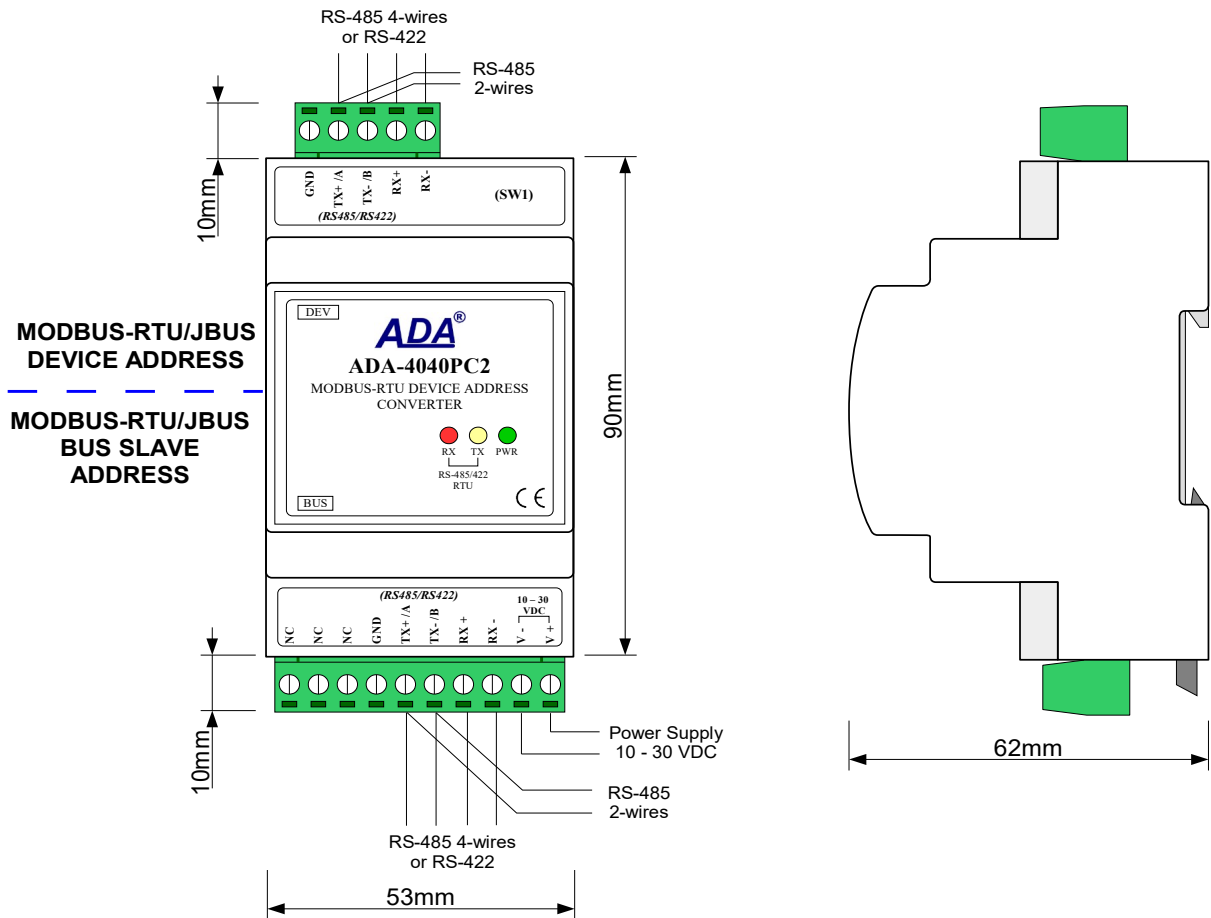 RS-485 4-wires
or RS-422
RS-485
2-wires
10mm
GND
TX+ /A
TX- /B
RX+
RX-
(SW1)
(RS485/RS422)
DEV
ADA®
ADA-4040PC2
MODBUS-RTU DEVICE ADDRESS
CONVERTER
MODBUS-RTU/JBUS
DEVICE ADDRESS
MODBUS-RTU/JBUS
BUS SLAVE
ADDRESS
RX TX PWR
RS-485/422
RTU
BUS
CE
90mm
(RS485/RS422)
10 – 30
VDC
NC
NC
NC
GND
TX+ /A
TX- /B
RX +
RX -
V -
V +
10mm
Power Supply
10 - 30 VDC
RS-485
2-wires
RS-485 4-wires
or RS-422
53mm
62mm